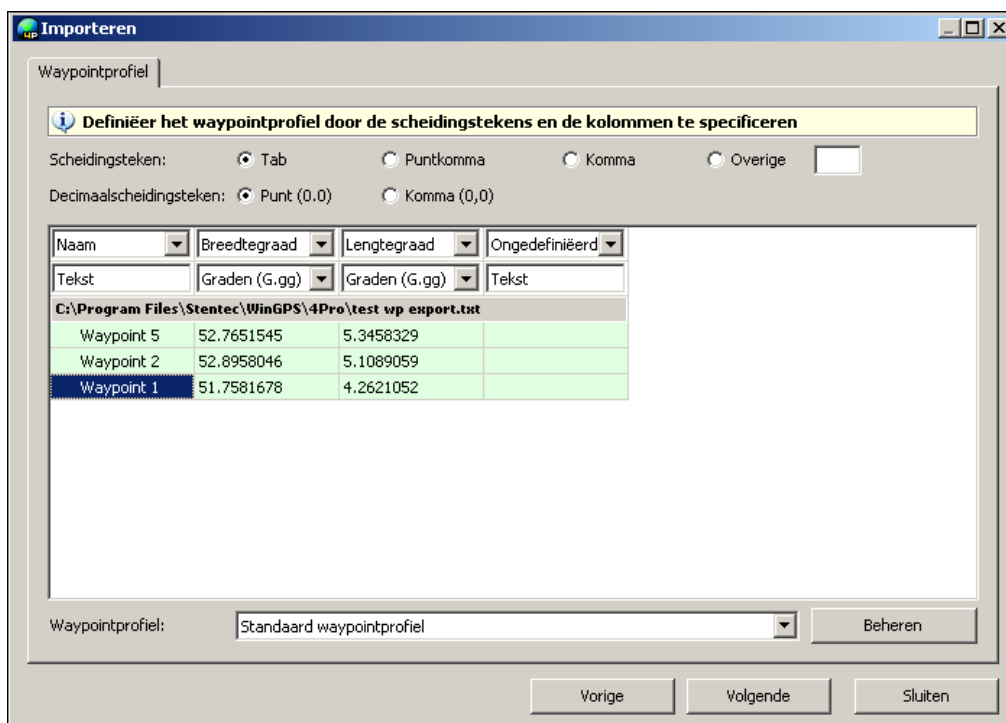 Importeren
Waypointprofiel
Definiëer het waypointprofiel door de scheidingstekens en de kolommen te specificeren
Scheidingsteken: Tab Puntkomma Komma Overige
Decimaalscheidingsteken: Punt (0.0) Komma (0,0)
Naam Breedtegraad Lengtegraad Ongedefiniëerd
Tekst Graden (G.gg) Graden (G.gg) Tekst
C:\Program Files\Stentec\WinGPS\4Pro\test wp export.txt
Waypoint 5 52.7651545 5.3458329
Waypoint 2 52.8958046 5.1089059
Waypoint 1 51.7581678 4.2621052
Waypointprofiel: Standaard waypointprofiel Beheren
Vorige Volgende Sluiten